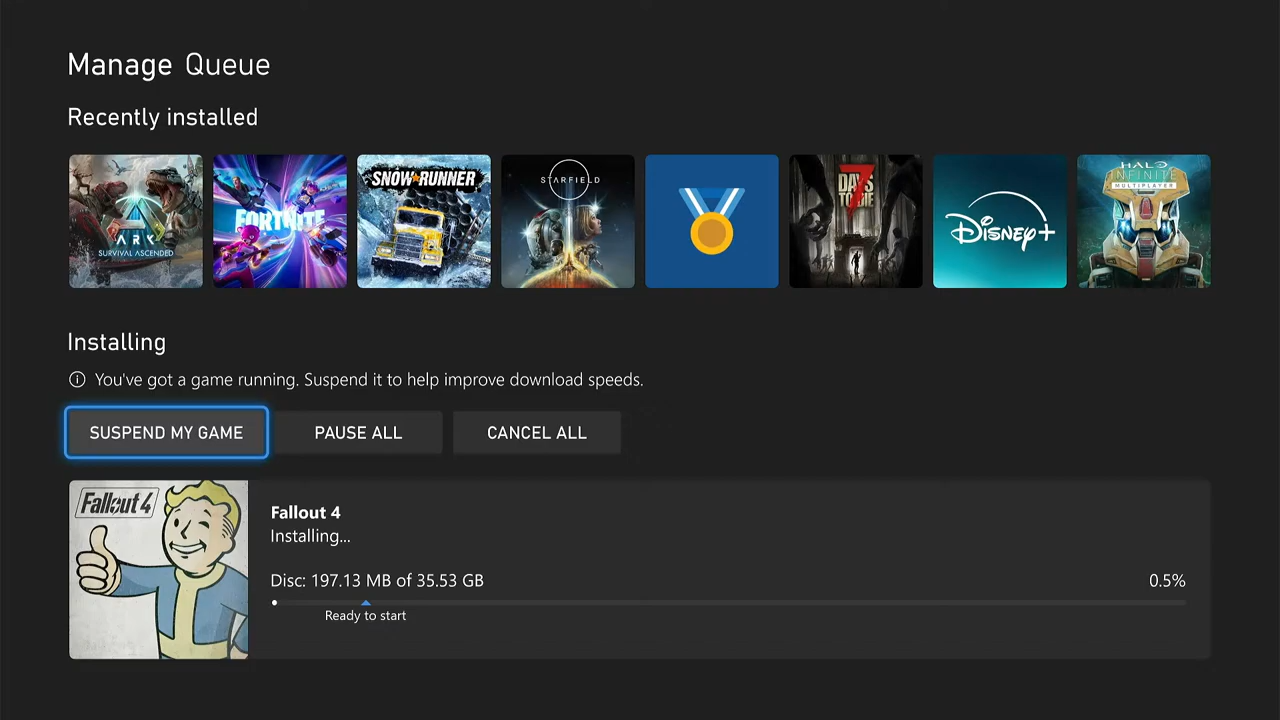 Manage Queue
Recently installed
ARK
SURVIVAL ASCENDED
FORTNITE
SNOWRUNNER
STARFIELD
7
DAYS
TO DIE
Disney+
HALO
INFINITE
MULTIPLAYER
Installing
You've got a game running. Suspend it to help improve download speeds.
SUSPEND MY GAME
PAUSE ALL
CANCEL ALL
Fallout 4
Fallout 4
Installing...
Disc: 197.13 MB of 35.53 GB
0.5%
Ready to start